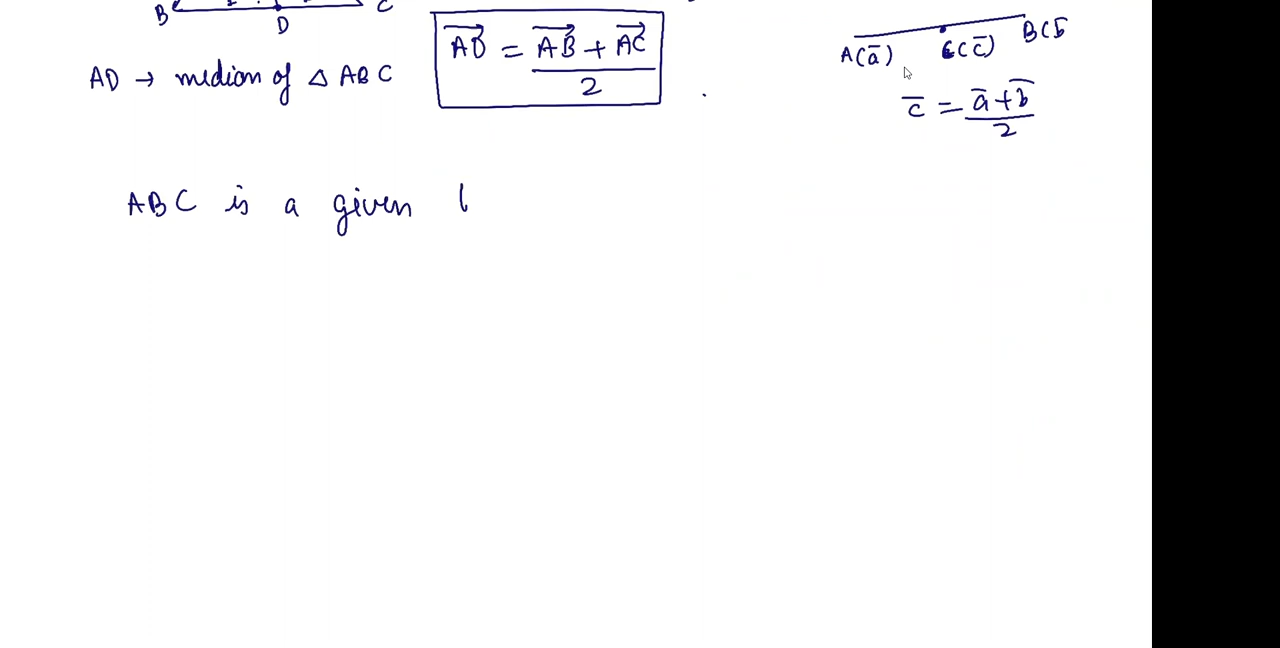 B D C
AD → median of △ ABC
AD = AB + AC / 2
A(a̅) C(c̅) B(b̅
c̅ = a̅ + b̅ / 2
ABC is a given